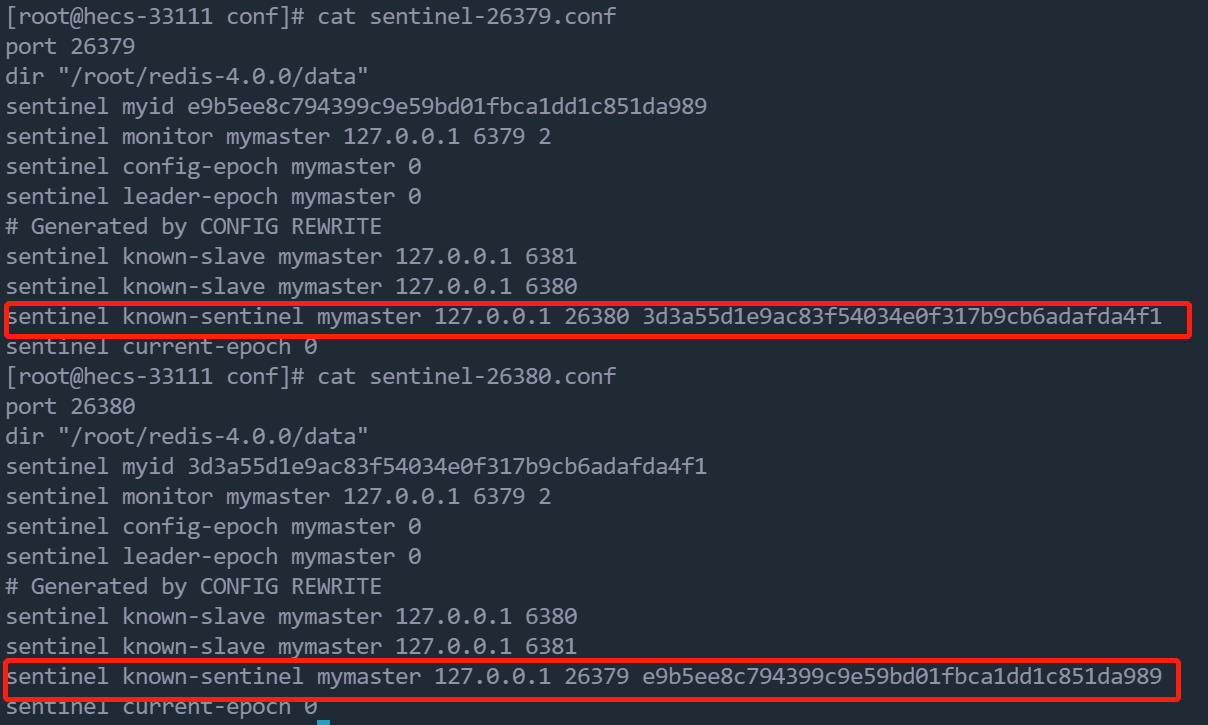 [root@hecs-33111 conf]# cat sentinel-26379.conf
port 26379
dir "/root/redis-4.0.0/data"
sentinel myid e9b5ee8c794399c9e59bd01fbca1dd1c851da989
sentinel monitor mymaster 127.0.0.1 6379 2
sentinel config-epoch mymaster 0
sentinel leader-epoch mymaster 0
# Generated by CONFIG REWRITE
sentinel known-slave mymaster 127.0.0.1 6381
sentinel known-slave mymaster 127.0.0.1 6380
sentinel known-sentinel mymaster 127.0.0.1 26380 3d3a55d1e9ac83f54034e0f317b9cb6adafda4f1
sentinel current-epoch 0
[root@hecs-33111 conf]# cat sentinel-26380.conf
port 26380
dir "/root/redis-4.0.0/data"
sentinel myid 3d3a55d1e9ac83f54034e0f317b9cb6adafda4f1
sentinel monitor mymaster 127.0.0.1 6379 2
sentinel config-epoch mymaster 0
sentinel leader-epoch mymaster 0
# Generated by CONFIG REWRITE
sentinel known-slave mymaster 127.0.0.1 6380
sentinel known-slave mymaster 127.0.0.1 6381
sentinel known-sentinel mymaster 127.0.0.1 26379 e9b5ee8c794399c9e59bd01fbca1dd1c851da989
sentinel current-epoch 0